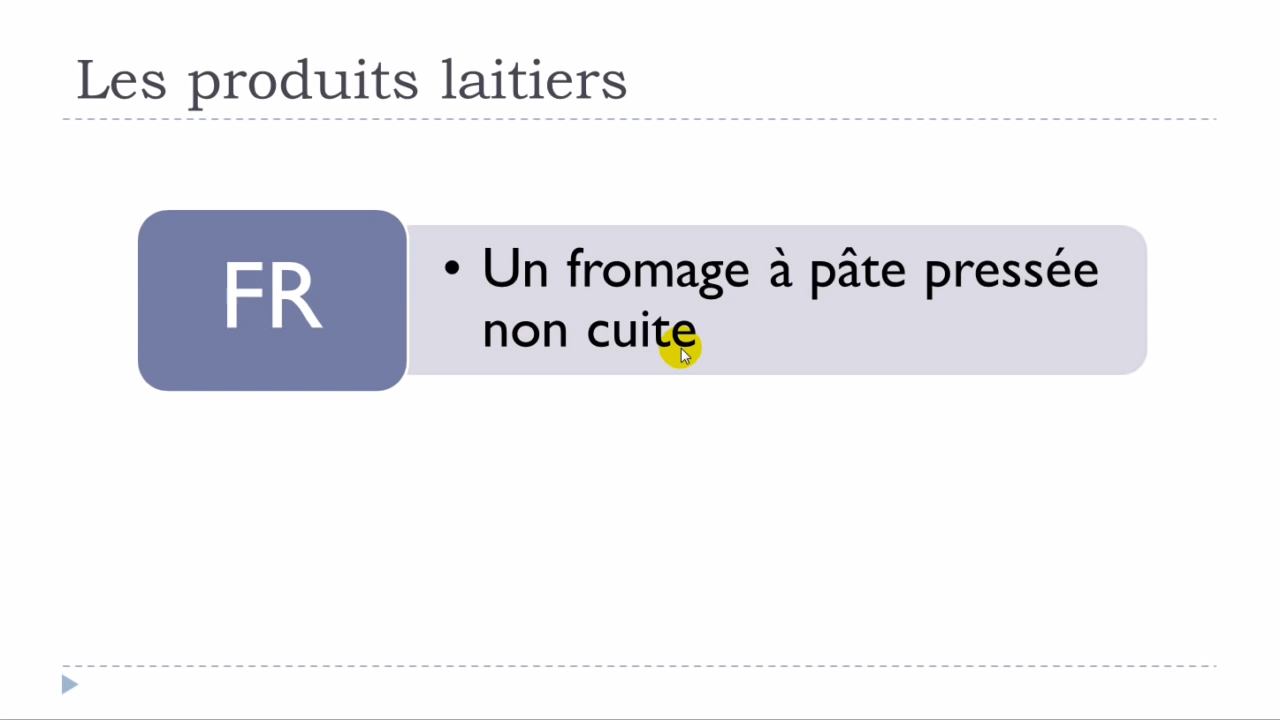 Les produits laitiers
FR
• Un fromage à pâte pressée
non cuite